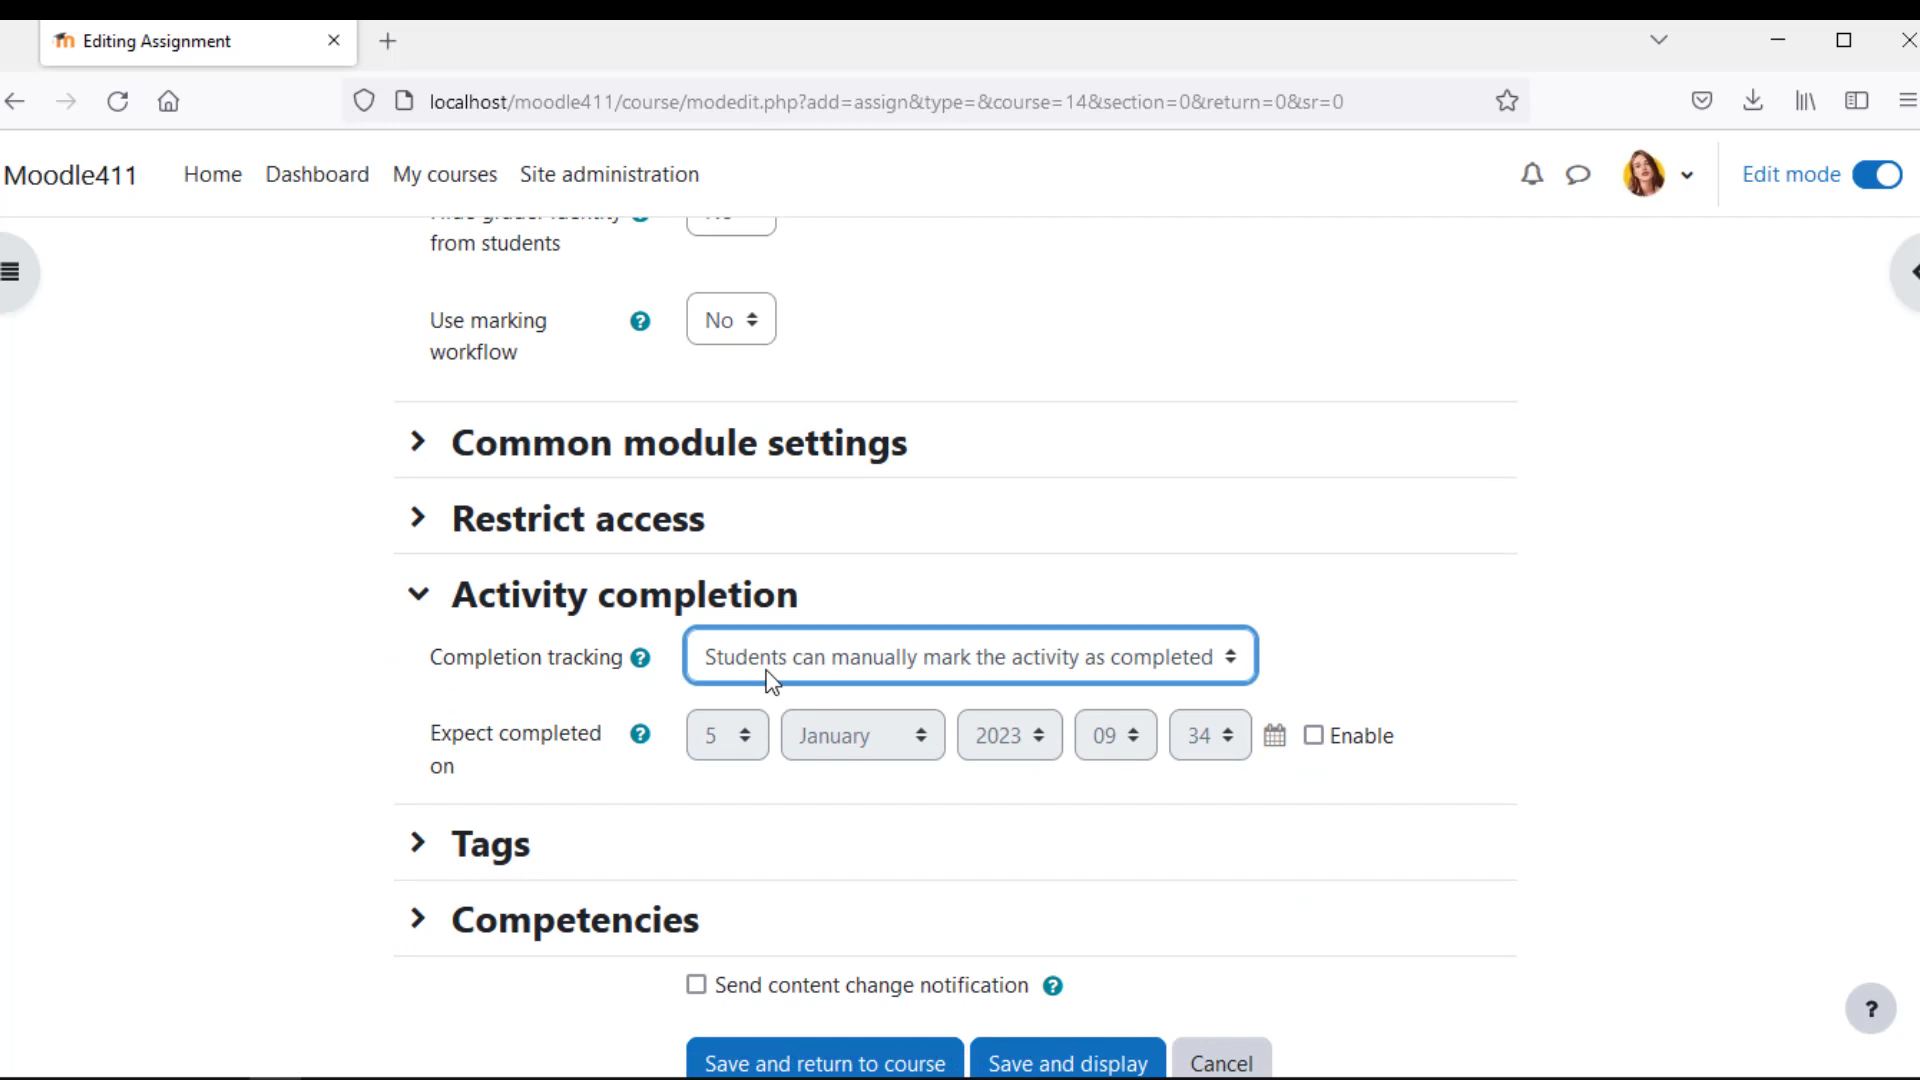 Editing Assignment
localhost/moodle411/course/modedit.php?add=assign&type=&course=14&section=0&return=0&sr=0
Moodle411 Home Dashboard My courses Site administration Edit mode
from students
Use marking workflow No
Common module settings
Restrict access
Activity completion
Completion tracking Students can manually mark the activity as completed
Expect completed on 5 January 2023 09 34 Enable
Tags
Competencies
Send content change notification
Save and return to course Save and display Cancel